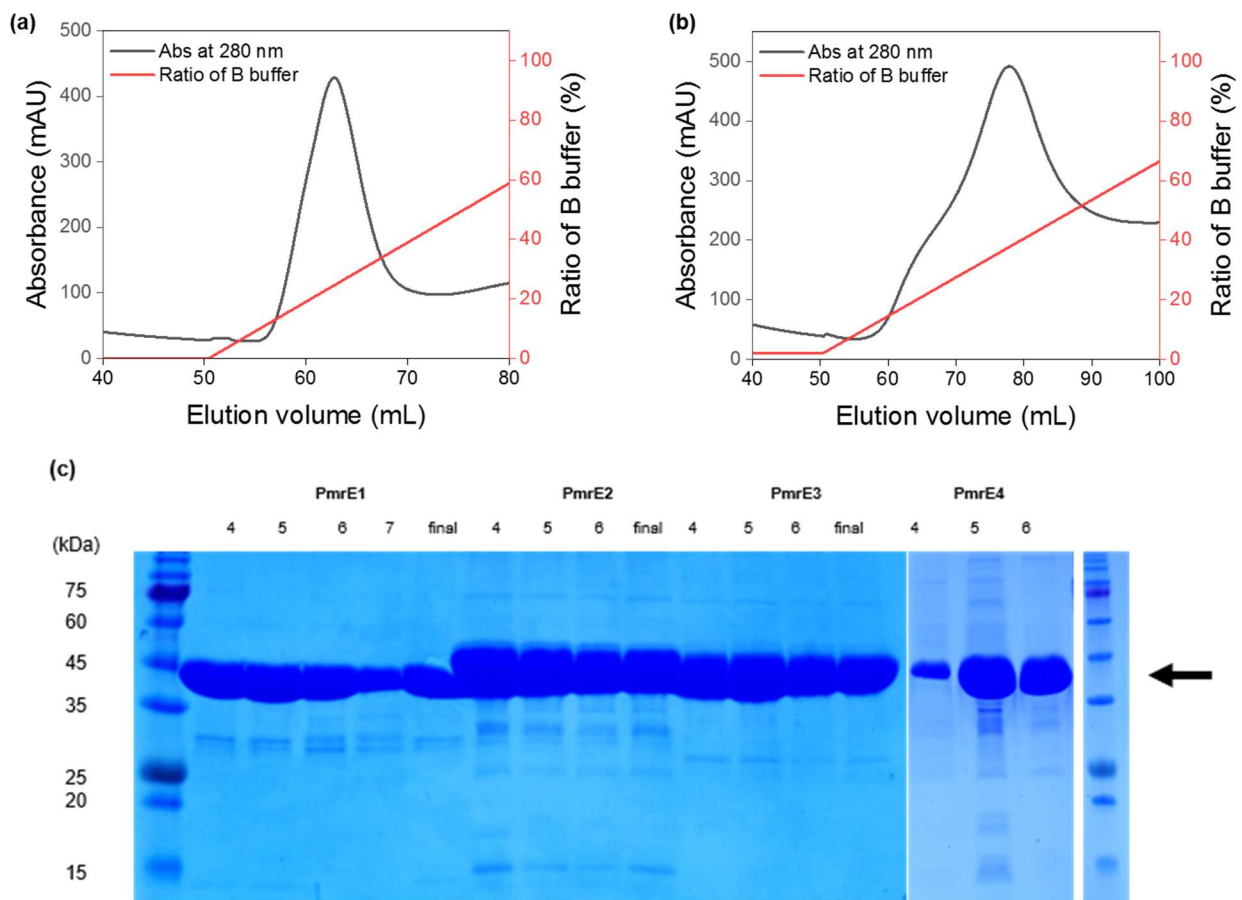 (a)
500
400
300
200
100
0
Absorbance (mAU)
Abs at 280 nm
Ratio of B buffer
100
80
60
40
20
0
Ratio of B buffer (%)
40 50 60 70 80
Elution volume (mL)
(b)
500
400
300
200
100
0
Absorbance (mAU)
Abs at 280 nm
Ratio of B buffer
100
80
60
40
20
0
Ratio of B buffer (%)
40 50 60 70 80 90 100
Elution volume (mL)
(c)
PmrE1 PmrE2 PmrE3 PmrE4
4 5 6 7 final 4 5 6 final 4 5 6 final 4 5 6
(kDa)
75
60
45
35
25
20
15